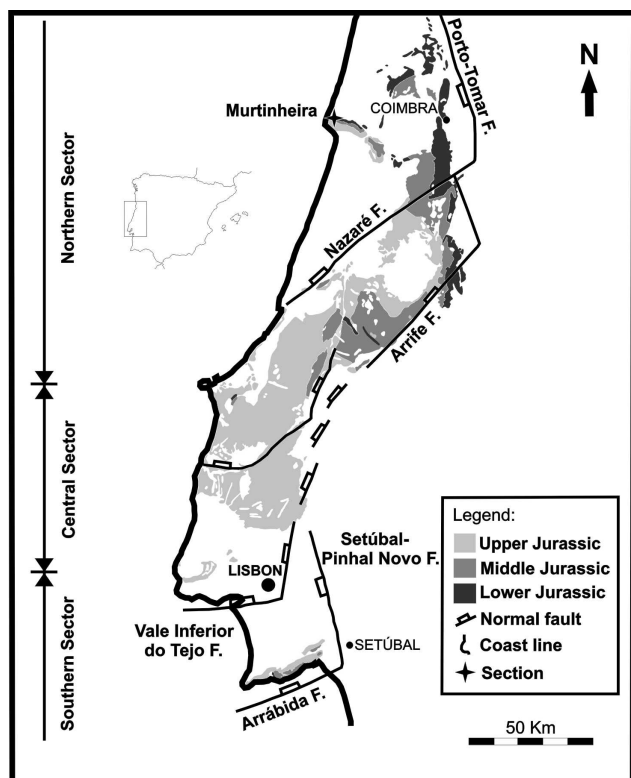 Porto-Tomar F.
N
COIMBRA
Murtinheira
Northern Sector
Nazaré F.
Arrife F.
Central Sector
Setúbal-
Pinhal Novo F.
LISBON
Vale Inferior
do Tejo F.
SETÚBAL
Southern Sector
Arrábida F.
Legend:
Upper Jurassic
Middle Jurassic
Lower Jurassic
Normal fault
Coast line
Section
50 Km